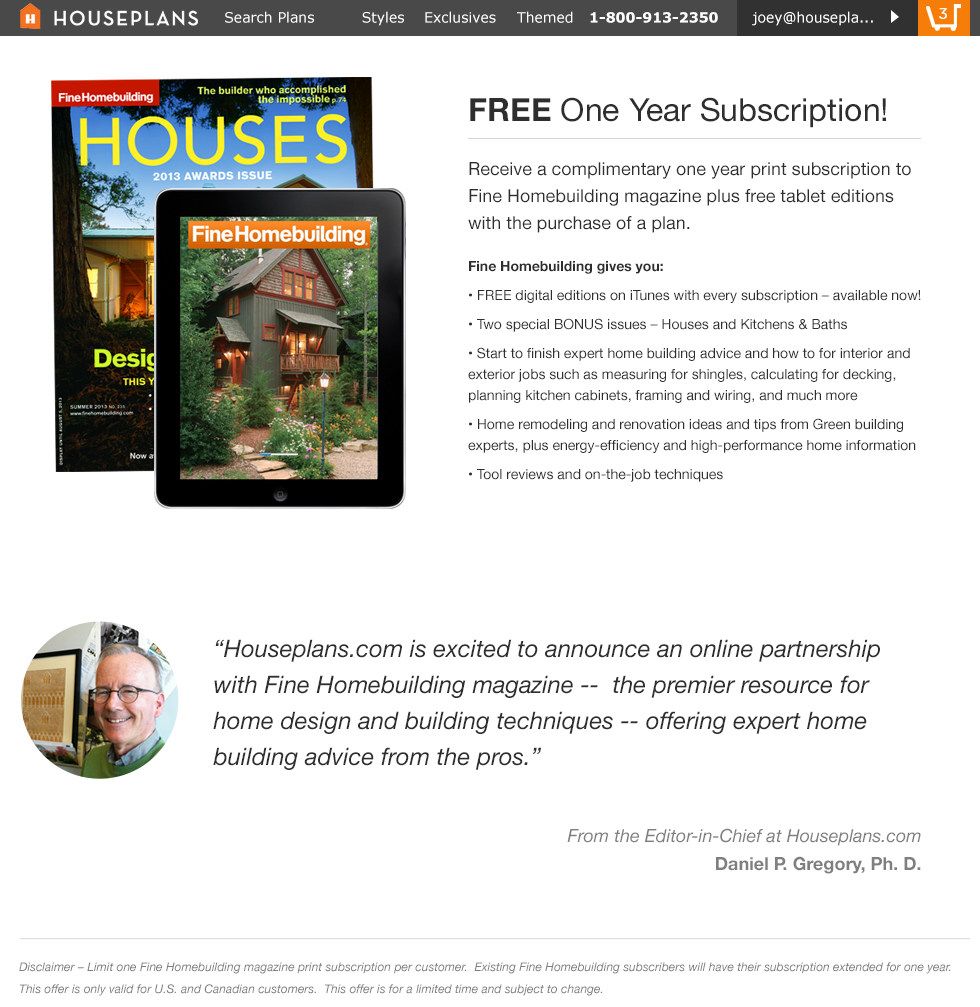 HOUSEPLANS Search Plans Styles Exclusives Themed 1-800-913-2350 joey@housepla... 3
FineHomebuilding
The builder who accomplished
the impossible p.74
HOUSES
2013 AWARDS ISSUE
FineHomebuilding
Desig
THIS Y
SUMMER 2013
www.finehomebuilding.com
DISPLAY UNTIL AUGUST 5, 2013
Now a
FREE One Year Subscription!
Receive a complimentary one year print subscription to
Fine Homebuilding magazine plus free tablet editions
with the purchase of a plan.
Fine Homebuilding gives you:
• FREE digital editions on iTunes with every subscription – available now!
• Two special BONUS issues – Houses and Kitchens & Baths
• Start to finish expert home building advice and how to for interior and
exterior jobs such as measuring for shingles, calculating for decking,
planning kitchen cabinets, framing and wiring, and much more
• Home remodeling and renovation ideas and tips from Green building
experts, plus energy-efficiency and high-performance home information
• Tool reviews and on-the-job techniques
“Houseplans.com is excited to announce an online partnership
with Fine Homebuilding magazine --  the premier resource for
home design and building techniques -- offering expert home
building advice from the pros.”
From the Editor-in-Chief at Houseplans.com
Daniel P. Gregory, Ph. D.
Disclaimer – Limit one Fine Homebuilding magazine print subscription per customer.  Existing Fine Homebuilding subscribers will have their subscription extended for one year.
This offer is only valid for U.S. and Canadian customers.  This offer is for a limited time and subject to change.